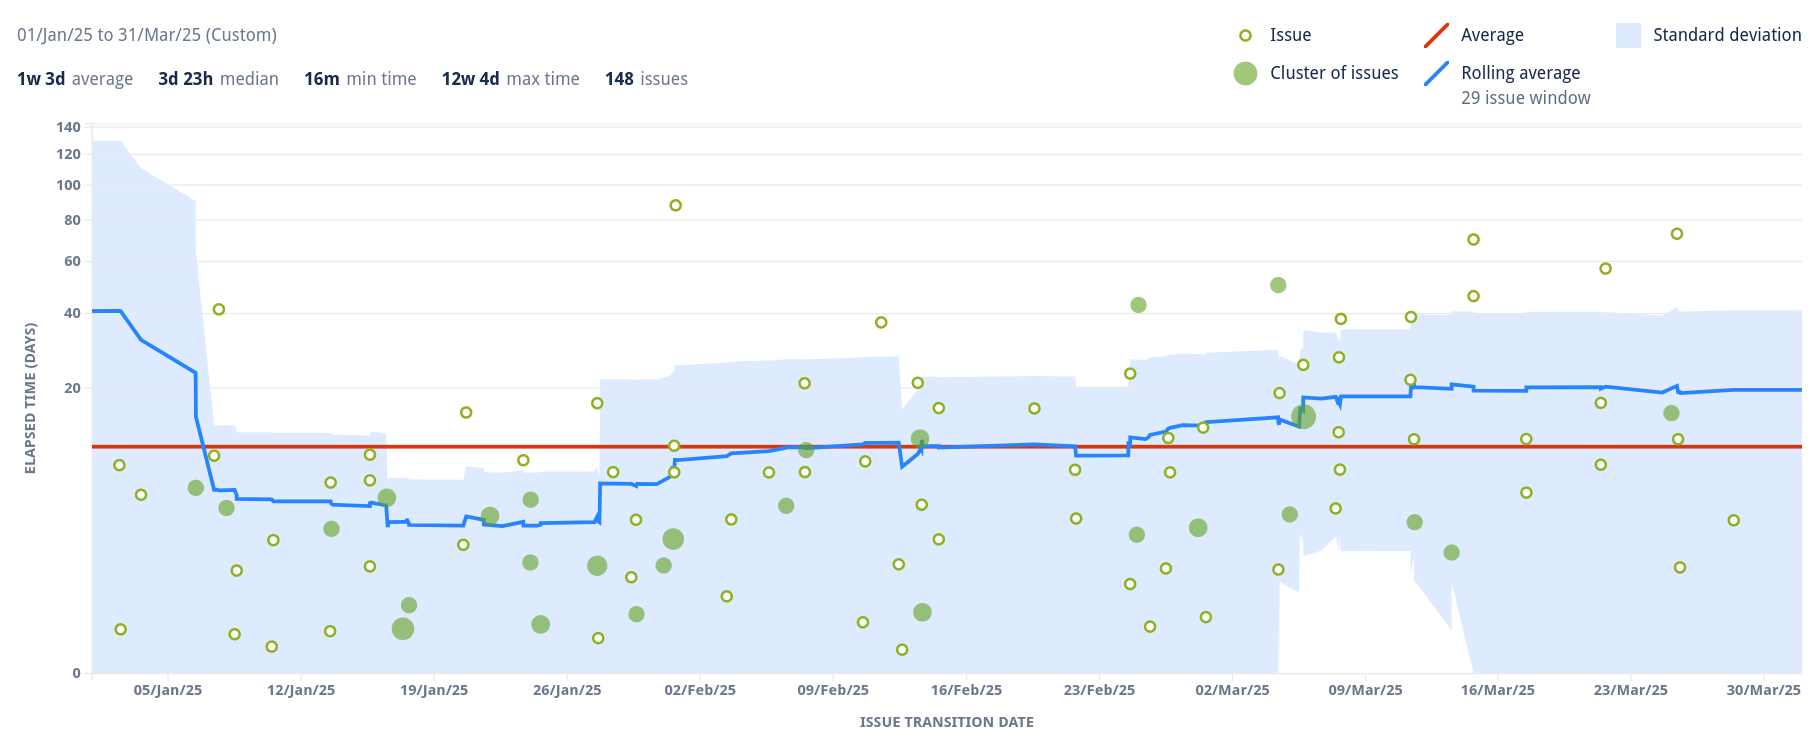 01/Jan/25 to 31/Mar/25 (Custom)
1w 3d average 3d 23h median 16m min time 12w 4d max time 148 issues
Issue
Cluster of issues
Average
Rolling average
29 issue window
Standard deviation
140
120
100
80
60
40
20
0
ELAPSED TIME (DAYS)
05/Jan/25 12/Jan/25 19/Jan/25 26/Jan/25 02/Feb/25 09/Feb/25 16/Feb/25 23/Feb/25 02/Mar/25 09/Mar/25 16/Mar/25 23/Mar/25 30/Mar/25
ISSUE TRANSITION DATE